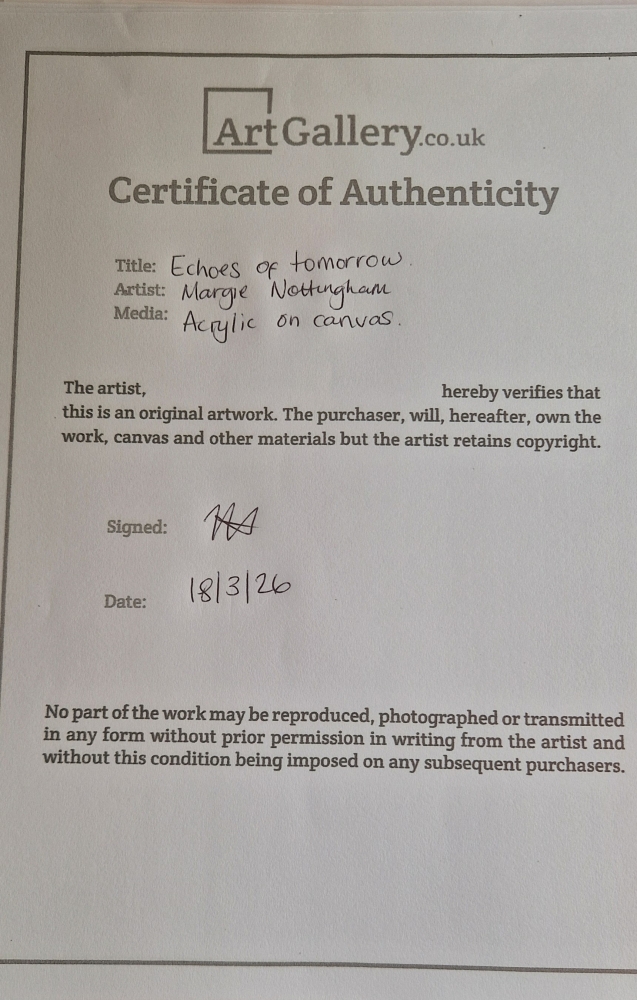 ArtGallery.co.uk
Certificate of Authenticity
Title: Echoes of tomorrow.
Artist: Margie Nottingham
Media: Acrylic on canvas.
The artist, hereby verifies that
this is an original artwork. The purchaser, will, hereafter, own the
work, canvas and other materials but the artist retains copyright.
Signed:
Date: 18/3/26
No part of the work may be reproduced, photographed or transmitted
in any form without prior permission in writing from the artist and
without this condition being imposed on any subsequent purchasers.